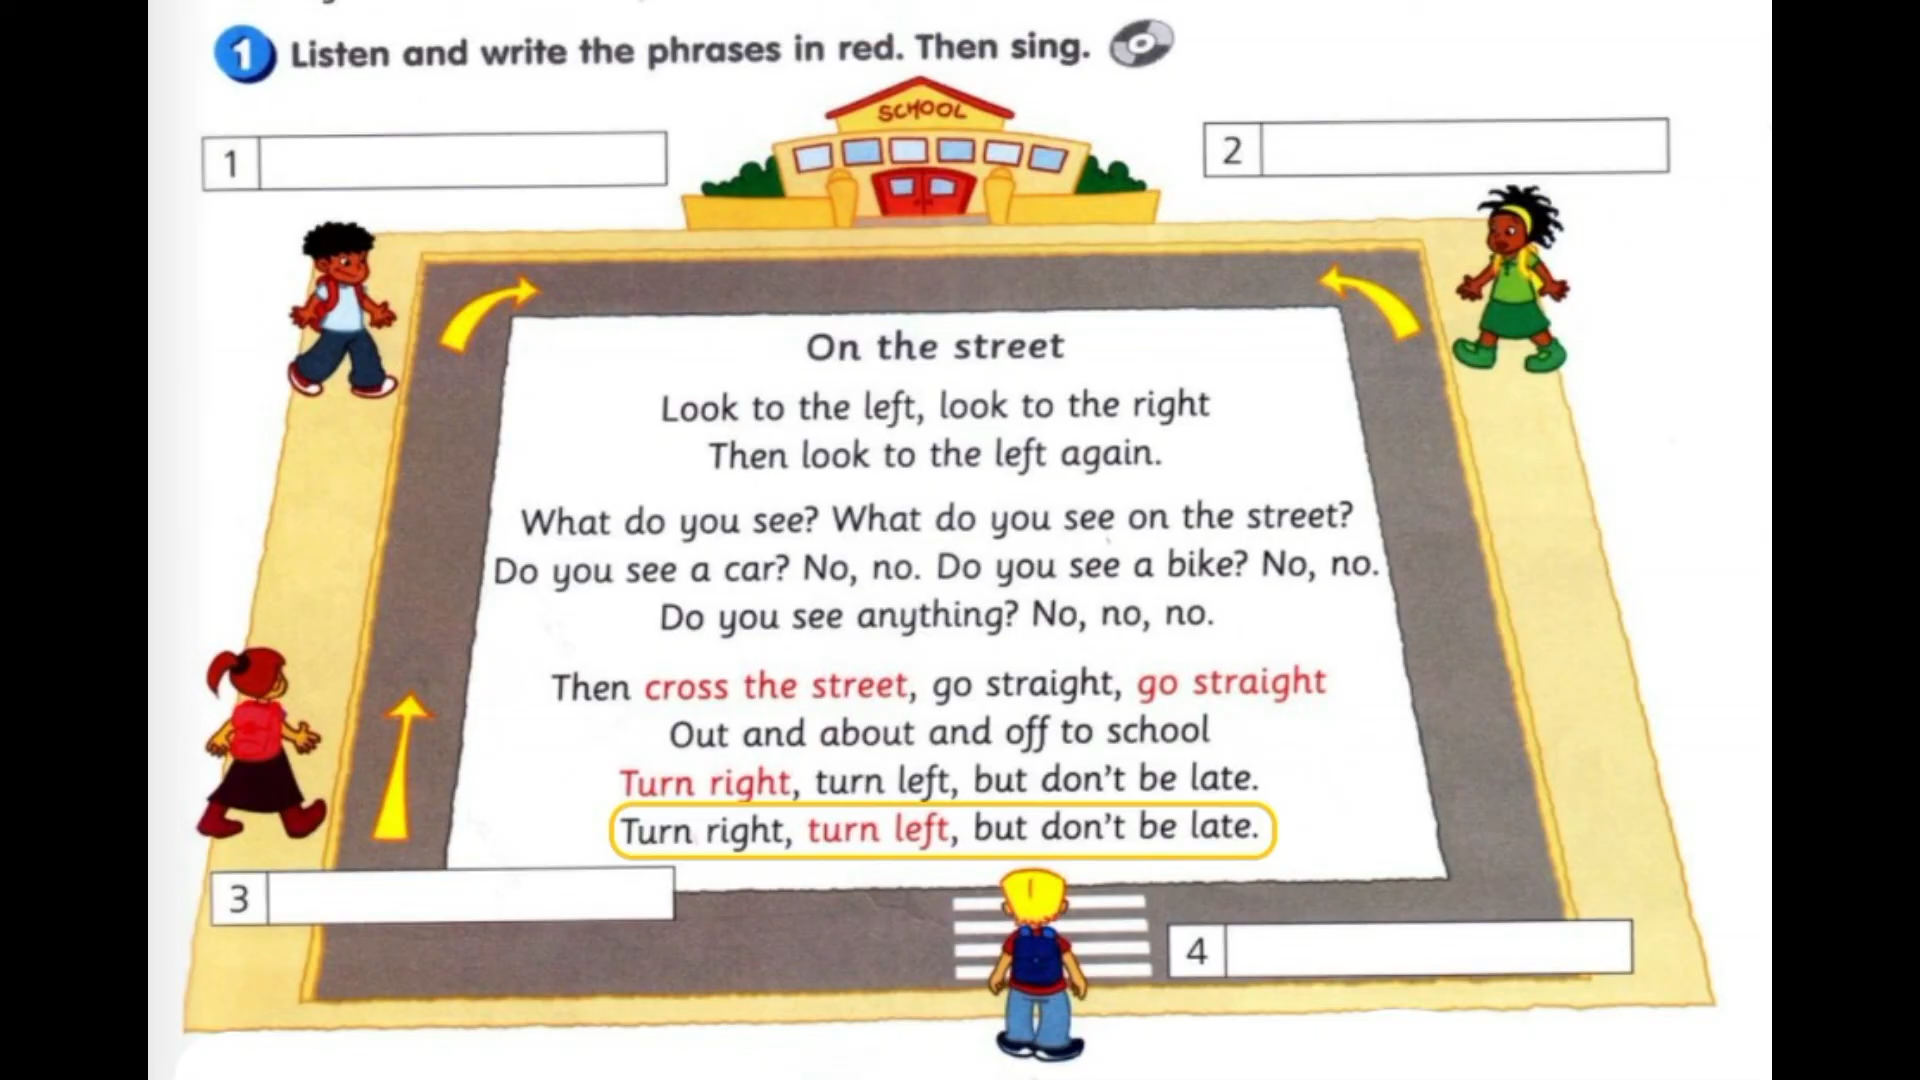 1 Listen and write the phrases in red. Then sing.
SCHOOL
1
2
On the street
Look to the left, look to the right
Then look to the left again.
What do you see? What do you see on the street?
Do you see a car? No, no. Do you see a bike? No, no.
Do you see anything? No, no, no.
Then cross the street, go straight, go straight
Out and about and off to school
Turn right, turn left, but don't be late.
Turn right, turn left, but don't be late.
3
4